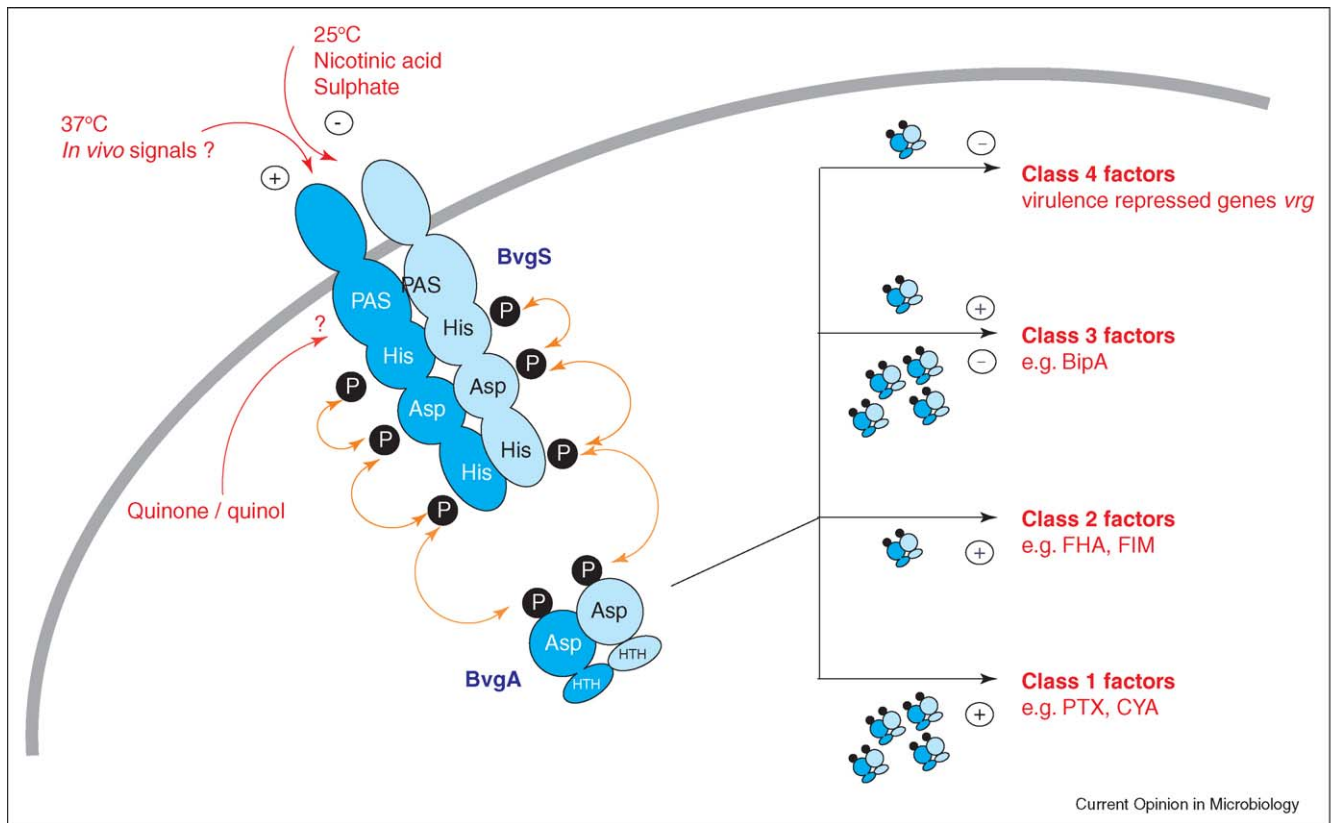 25°C
Nicotinic acid
Sulphate
-
37°C
In vivo signals ?
+
BvgS
PAS
PAS
His
His
Asp
Asp
His
His
P
P
P
P
P
P
?
Quinone / quinol
P
P
Asp
Asp
HTH
HTH
BvgA
−
Class 4 factors
virulence repressed genes vrg
+
−
Class 3 factors
e.g. BipA
+
Class 2 factors
e.g. FHA, FIM
+
Class 1 factors
e.g. PTX, CYA
Current Opinion in Microbiology